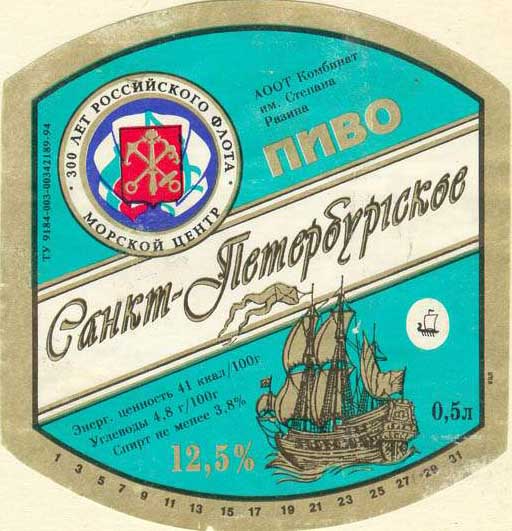 300 ЛЕТ РОССИЙСКОГО ФЛОТА
МОРСКОЙ ЦЕНТР
АООТ Комбинат
им. Степана
Разина
ПИВО
ТУ 9184-003-00342189-94
Санкт-Петербургское
Энерг. ценность 41 ккал/100г
Углеводы 4,8 г/100г
Спирт не менее 3,8%
12,5%
0,5л
1 3 5 7 9 11 13 15 17 19 21 23 25 27 29 31